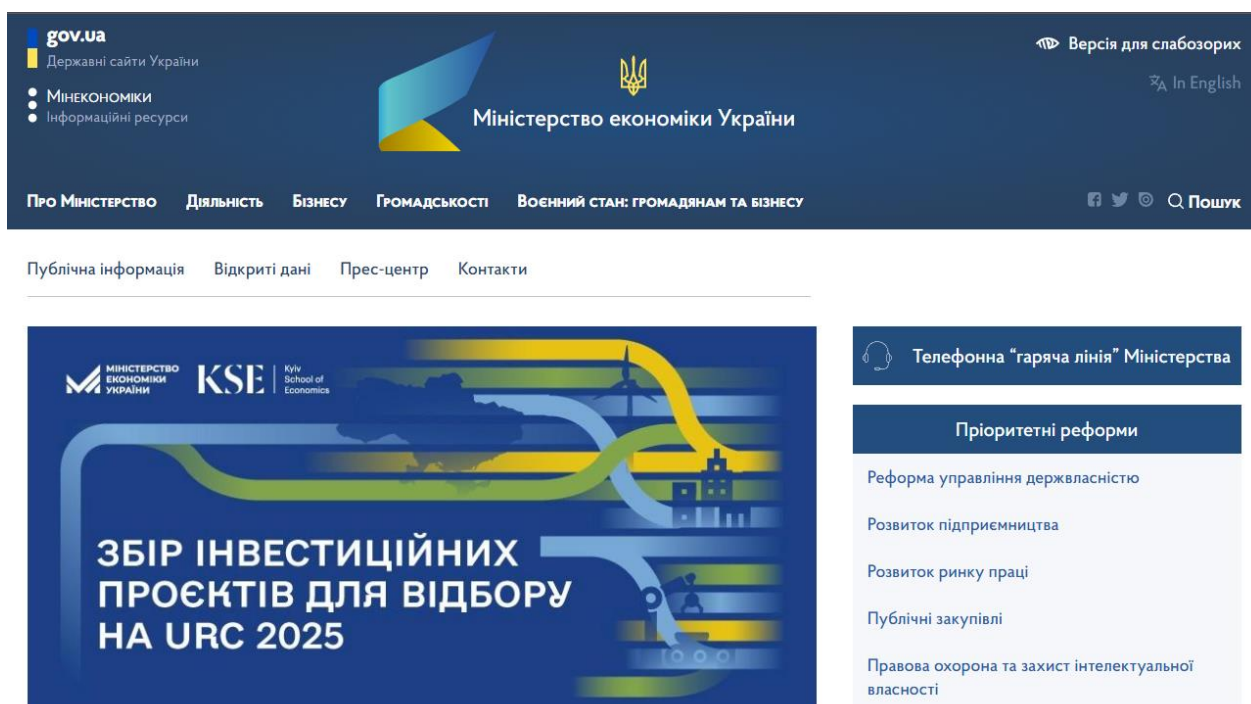 gov.ua
Державні сайти України
Мінекономіки
Інформаційні ресурси
Міністерство економіки України
Версія для слабозорих
In English
Про Міністерство Діяльність Бізнесу Громадськості Воєнний стан: громадянам та бізнесу
Пошук
Публічна інформація Відкриті дані Прес-центр Контакти
МІНІСТЕРСТВО
ЕКОНОМІКИ
УКРАЇНИ
KSE
Kyiv
School of
Economics
ЗБІР ІНВЕСТИЦІЙНИХ
ПРОЄКТІВ ДЛЯ ВІДБОРУ
НА URC 2025
Телефонна “гаряча лінія” Міністерства
Пріоритетні реформи
Реформа управління держвласністю
Розвиток підприємництва
Розвиток ринку праці
Публічні закупівлі
Правова охорона та захист інтелектуальної
власності